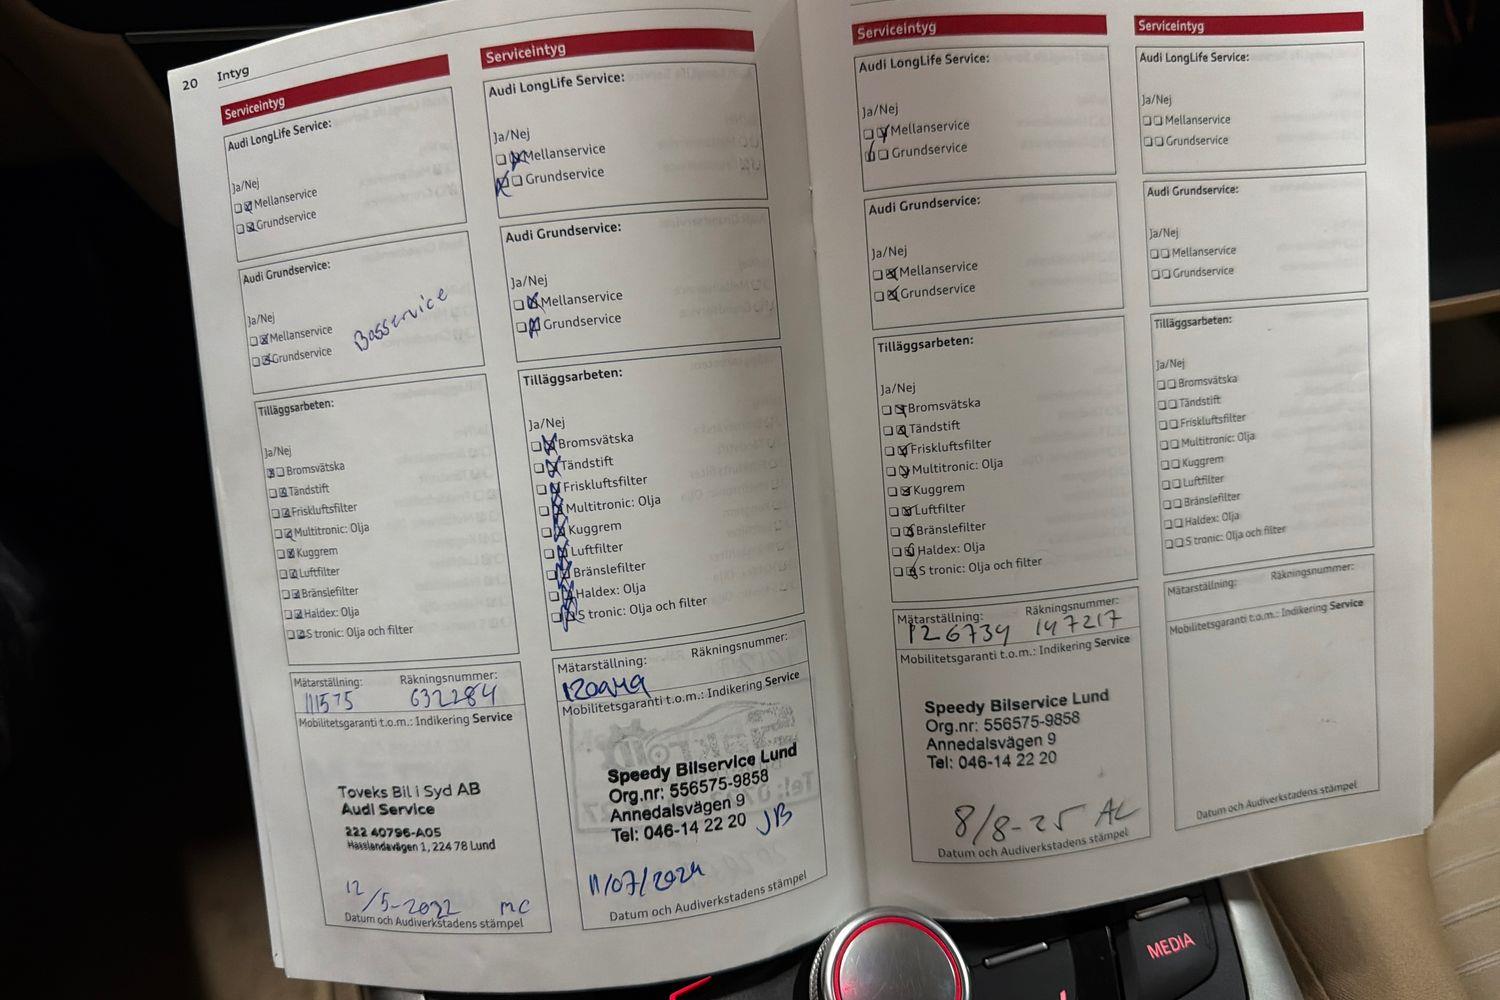 20 Intyg
Serviceintyg
Audi LongLife Service:
Ja/Nej
Mellanservice
Grundservice
Audi Grundservice:
Ja/Nej
Mellanservice
Grundservice
Basservice
Tilläggsarbeten:
Ja/Nej
Bromsvätska
Tändstift
Friskluftsfilter
Multitronic: Olja
Kuggrem
Luftfilter
Bränslefilter
Haldex: Olja
S tronic: Olja och filter
Mätarställning: Räkningsnummer:
111575 632284
Mobilitetsgaranti t.o.m.: Indikering Service
Toveks Bil i Syd AB
Audi Service
222 40796-A05
Hasslandavägen 1, 224 78 Lund
12/5-2022 MC
Datum och Audiverkstadens stämpel
Serviceintyg
Audi LongLife Service:
Ja/Nej
Mellanservice
Grundservice
Audi Grundservice:
Ja/Nej
Mellanservice
Grundservice
Tilläggsarbeten:
Ja/Nej
Bromsvätska
Tändstift
Friskluftsfilter
Multitronic: Olja
Kuggrem
Luftfilter
Bränslefilter
Haldex: Olja
S tronic: Olja och filter
Mätarställning: Räkningsnummer:
Mobilitetsgaranti t.o.m.: Indikering Service
Speedy Bilservice Lund
Org.nr: 556575-9858
Annedalsvägen 9
Tel: 046-14 22 20 JB
11/07/2024
Datum och Audiverkstadens stämpel
Serviceintyg
Audi LongLife Service:
Ja/Nej
Mellanservice
Grundservice
Audi Grundservice:
Ja/Nej
Mellanservice
Grundservice
Tilläggsarbeten:
Ja/Nej
Bromsvätska
Tändstift
Friskluftsfilter
Multitronic: Olja
Kuggrem
Luftfilter
Bränslefilter
Haldex: Olja
S tronic: Olja och filter
Mätarställning: Räkningsnummer:
126734 147217
Mobilitetsgaranti t.o.m.: Indikering Service
Speedy Bilservice Lund
Org.nr: 556575-9858
Annedalsvägen 9
Tel: 046-14 22 20
8/8-25 AL
Datum och Audiverkstadens stämpel
Serviceintyg
Audi LongLife Service:
Ja/Nej
Mellanservice
Grundservice
Audi Grundservice:
Ja/Nej
Mellanservice
Grundservice
Tilläggsarbeten:
Ja/Nej
Bromsvätska
Tändstift
Friskluftsfilter
Multitronic: Olja
Kuggrem
Luftfilter
Bränslefilter
Haldex: Olja
S tronic: Olja och filter
Mätarställning: Räkningsnummer:
Mobilitetsgaranti t.o.m.: Indikering Service
Datum och Audiverkstadens stämpel
MEDIA